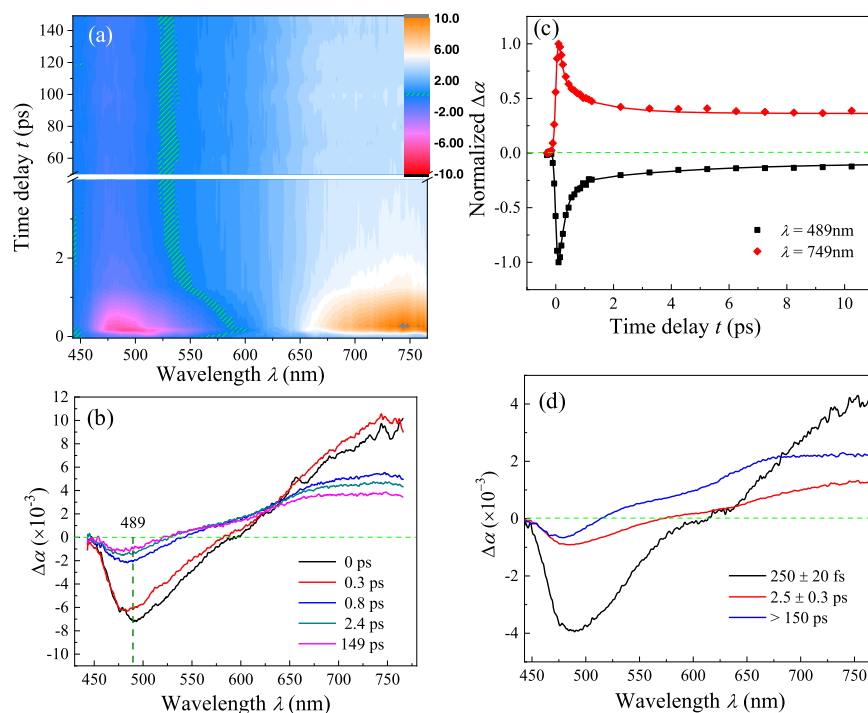 (a)
140
120
100
80
60
2
0
Time delay t (ps)
450 500 550 600 650 700 750
Wavelength λ (nm)
10.0
6.00
2.00
-2.00
-6.00
-10.0
(c)
1.0
0.5
0.0
-0.5
-1.0
Normalized Δα
λ = 489nm
λ = 749nm
0 2 4 6 8 10
Time delay t (ps)
(b)
12
10
8
6
4
2
0
-2
-4
-6
-8
-10
Δα (×10⁻³)
489
0 ps
0.3 ps
0.8 ps
2.4 ps
149 ps
450 500 550 600 650 700 750
Wavelength λ (nm)
(d)
4
2
0
-2
-4
Δα (×10⁻³)
250 ± 20 fs
2.5 ± 0.3 ps
> 150 ps
450 500 550 600 650 700 750
Wavelength λ (nm)